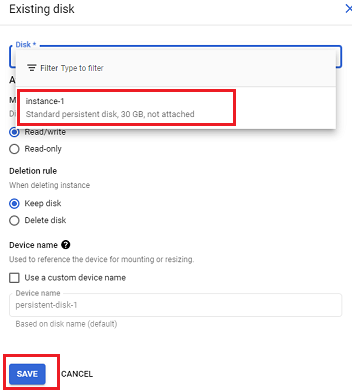 Existing disk
Disk *
Filter Type to filter
A
instance-1
M
Standard persistent disk, 30 GB, not attached
Di
Read/write
Read-only
Deletion rule
When deleting instance
Keep disk
Delete disk
Device name ?
Used to reference the device for mounting or resizing.
Use a custom device name
Device name
persistent-disk-1
Based on disk name (default)
SAVE
CANCEL